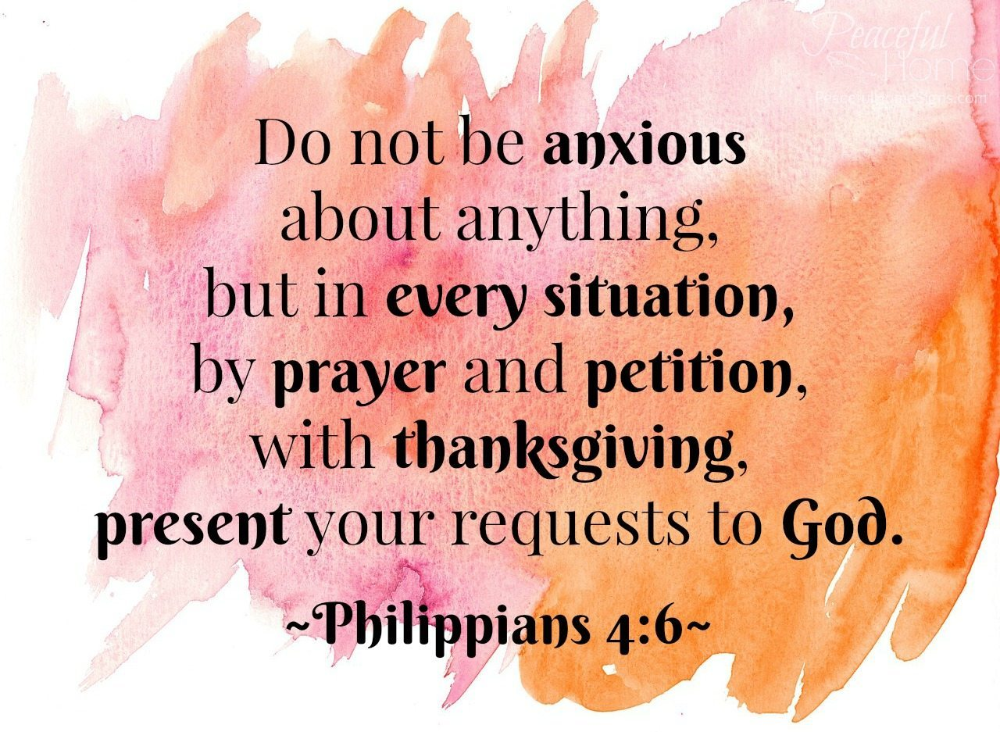 Peaceful
Home
PeacefulHomeSigns.com
Do not be anxious
about anything,
but in every situation,
by prayer and petition,
with thanksgiving,
present your requests to God.
~Philippians 4:6~